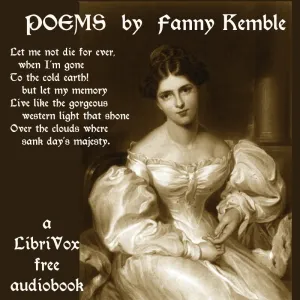 POEMS by Fanny Kemble
Let me not die for ever,
when I'm gone
To the cold earth!
but let my memory
Live like the gorgeous
western light that shone
Over the clouds where
sank day's majesty.
a
LibriVox
free
audiobook